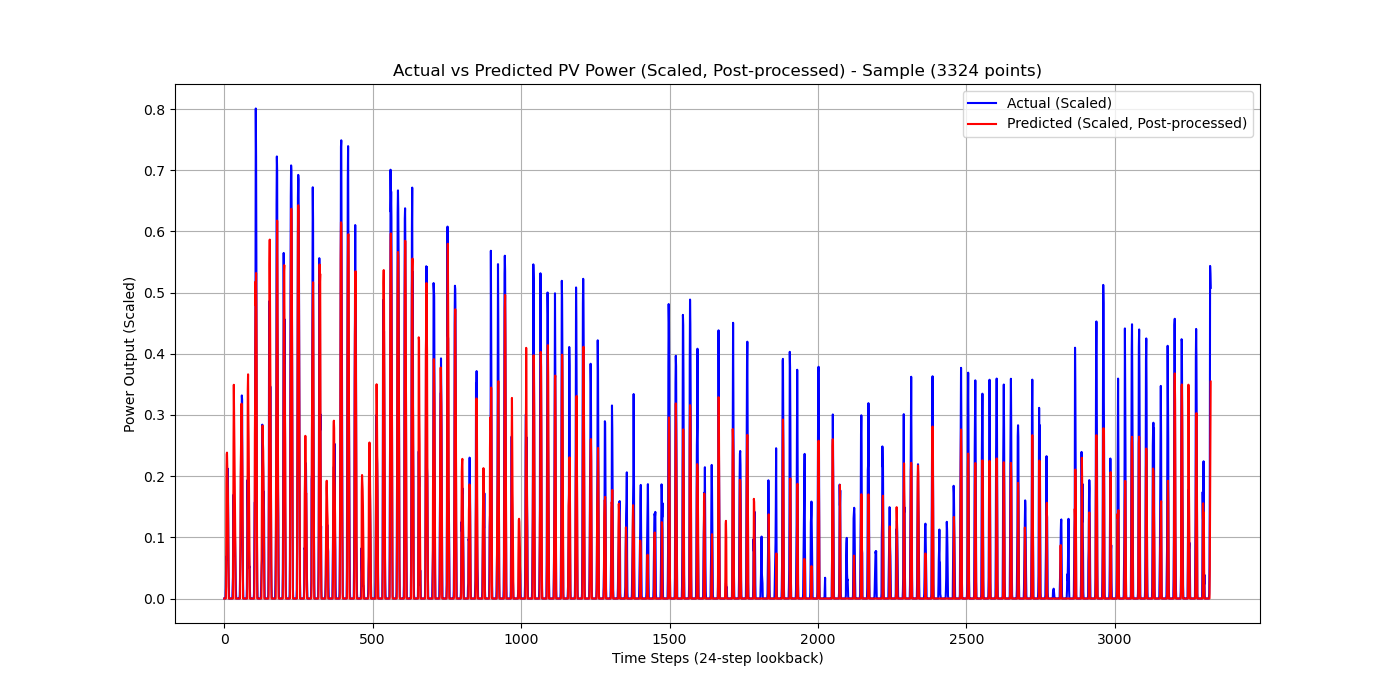 Actual vs Predicted PV Power (Scaled, Post-processed) - Sample (3324 points)
Actual (Scaled)
Predicted (Scaled, Post-processed)
Power Output (Scaled)
0.8
0.7
0.6
0.5
0.4
0.3
0.2
0.1
0.0
0 500 1000 1500 2000 2500 3000
Time Steps (24-step lookback)